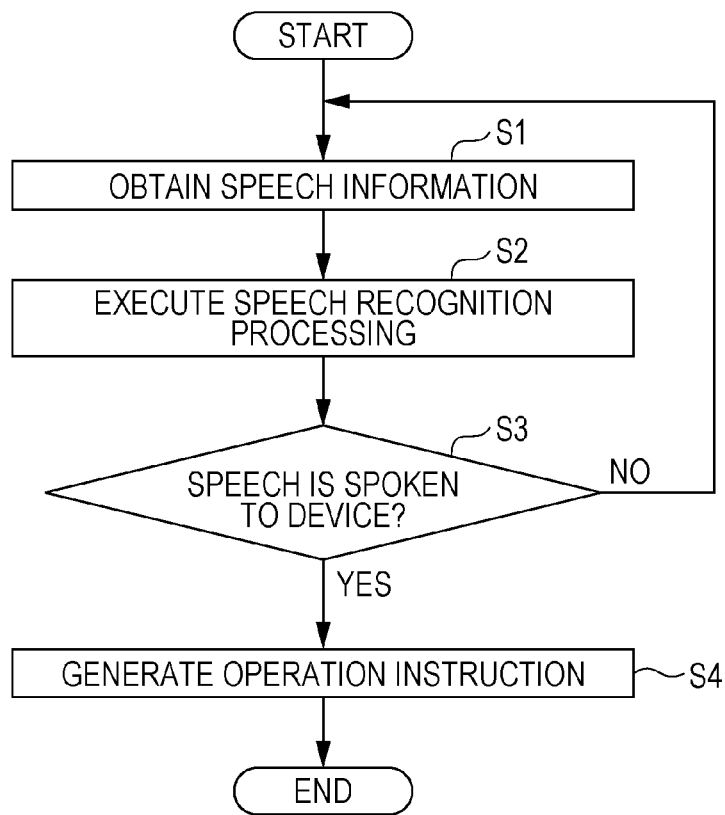 START
S1
OBTAIN SPEECH INFORMATION
S2
EXECUTE SPEECH RECOGNITION
PROCESSING
S3
SPEECH IS SPOKEN
TO DEVICE?
NO
YES
GENERATE OPERATION INSTRUCTION
S4
END